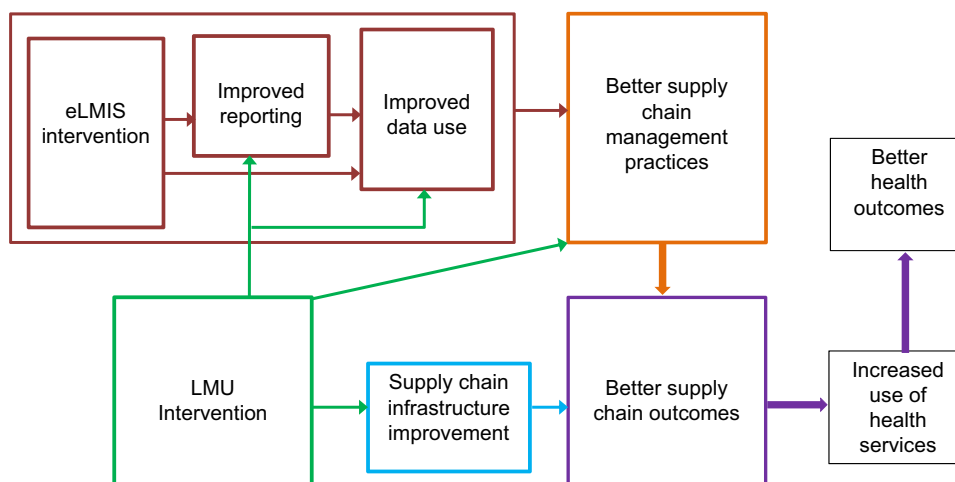 eLMIS
intervention
Improved
reporting
Improved
data use
Better supply
chain
management
practices
Better
health
outcomes
LMU
Intervention
Supply chain
infrastructure
improvement
Better supply
chain outcomes
Increased
use of
health
services